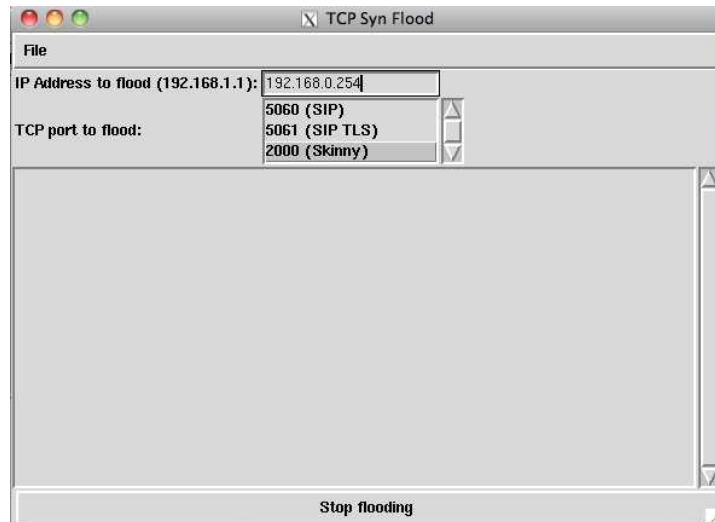 X TCP Syn Flood
File
IP Address to flood (192.168.1.1): 192.168.0.254
TCP port to flood:
5060 (SIP)
5061 (SIP TLS)
2000 (Skinny)
Stop flooding